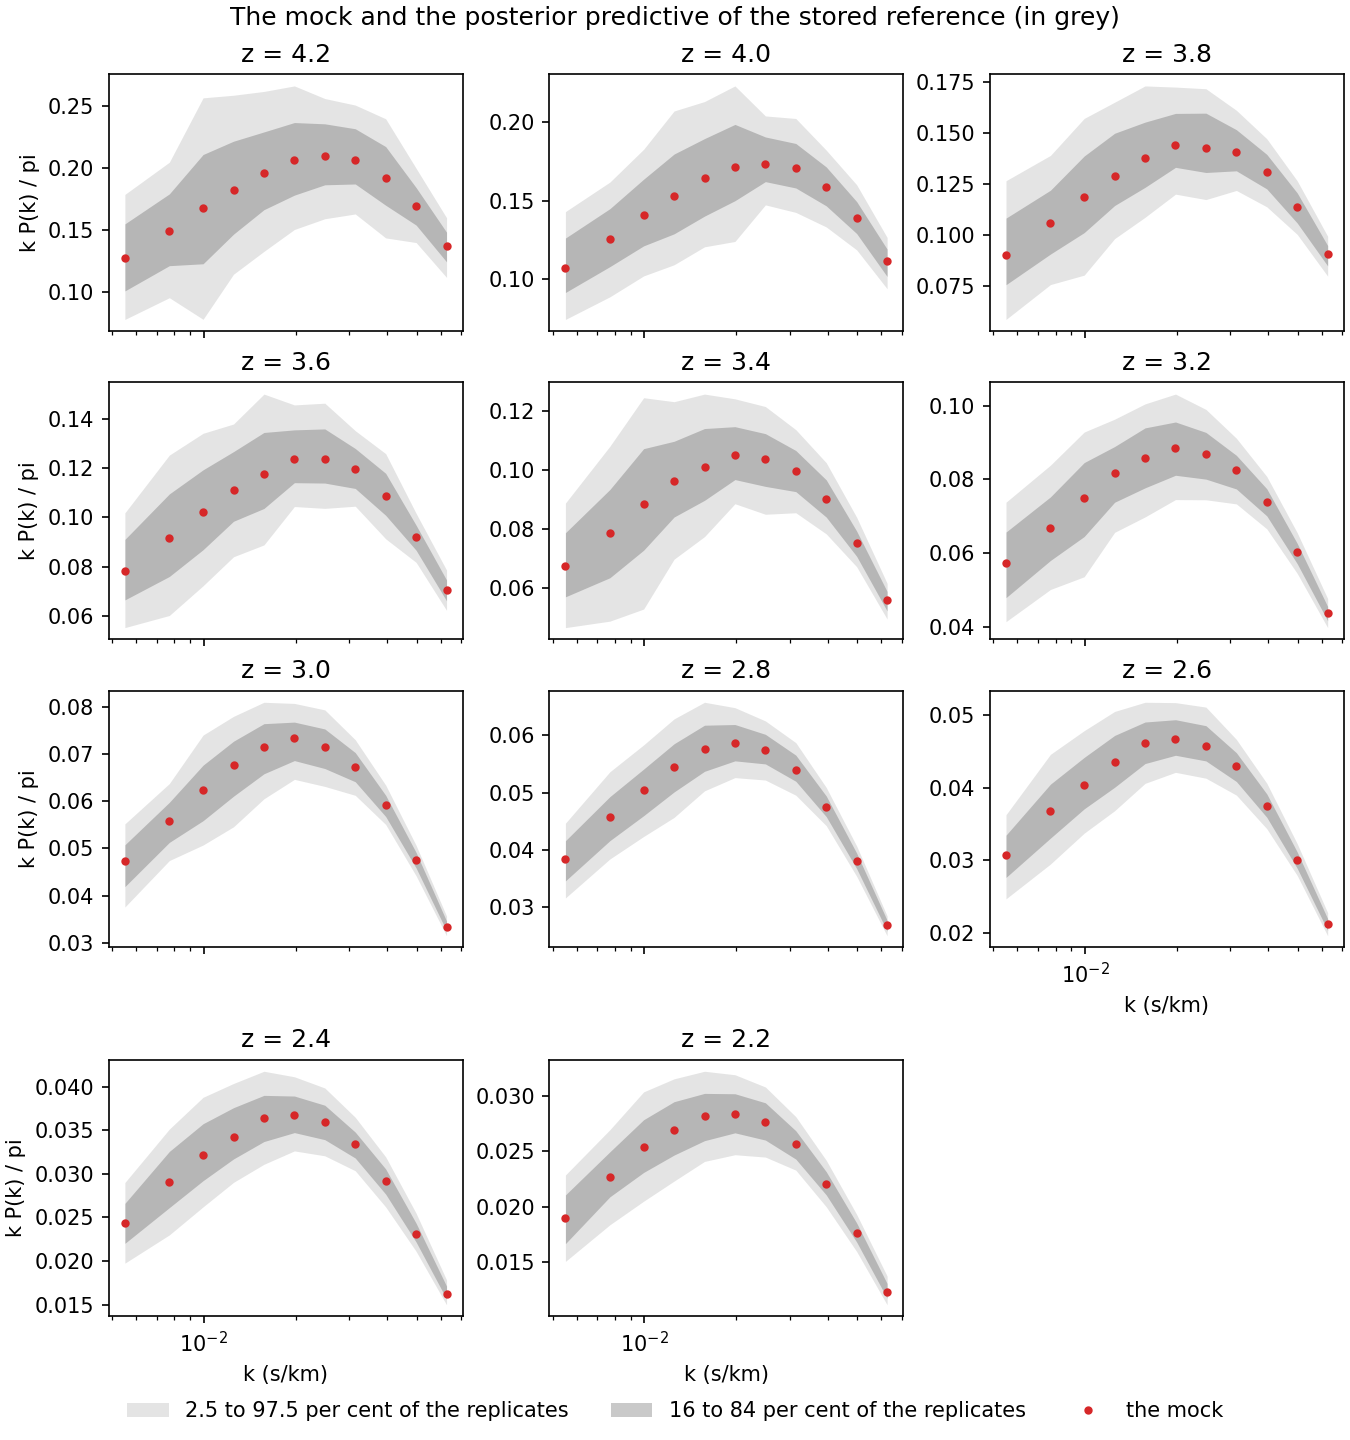 The mock and the posterior predictive of the stored reference (in grey)
z = 4.2
z = 4.0
z = 3.8
k P(k) / pi
0.25
0.20
0.15
0.10
0.20
0.15
0.10
0.175
0.150
0.125
0.100
0.075
z = 3.6
z = 3.4
z = 3.2
k P(k) / pi
0.14
0.12
0.10
0.08
0.06
0.12
0.10
0.08
0.06
0.10
0.08
0.06
0.04
z = 3.0
z = 2.8
z = 2.6
k P(k) / pi
0.08
0.07
0.06
0.05
0.04
0.03
0.06
0.05
0.04
0.03
0.05
0.04
0.03
0.02
10⁻²
k (s/km)
z = 2.4
z = 2.2
k P(k) / pi
0.040
0.035
0.030
0.025
0.020
0.015
0.030
0.025
0.020
0.015
10⁻²
10⁻²
k (s/km)
k (s/km)
2.5 to 97.5 per cent of the replicates
16 to 84 per cent of the replicates
the mock